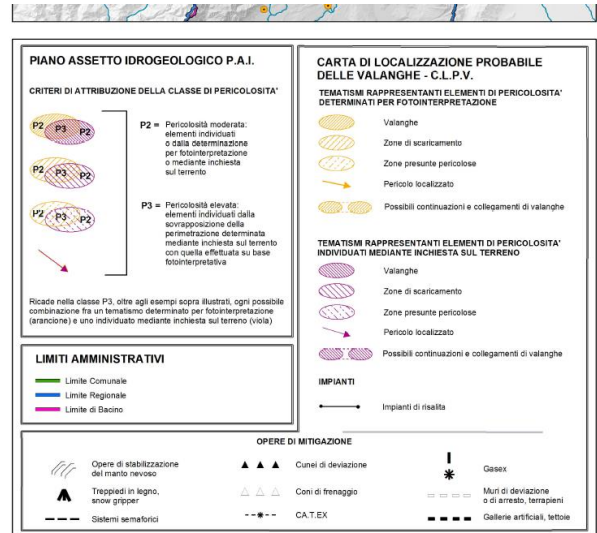 PIANO ASSETTO IDROGEOLOGICO P.A.I.
CRITERI DI ATTRIBUZIONE DELLA CLASSE DI PERICOLOSITA'
P2 P3 P2
P2 P3 P2
P2 P3 P2
P2 = Pericolosità moderata:
elementi individuati
o dalla determinazione
per fotointerpretazione
o mediante inchiesta
sul terreno
P3 = Pericolosità elevata:
elementi individuati dalla
sovrapposizione della
perimetrazione determinata
mediante inchiesta sul terreno
con quella effettuata su base
fotointerpretativa
Ricade nella classe P3, oltre agli esempi sopra illustrati, ogni possibile
combinazione fra un tematismo determinato per fotointerpretazione
(arancione) e uno individuato mediante inchiesta sul terreno (viola)
LIMITI AMMINISTRATIVI
Limite Comunale
Limite Regionale
Limite di Bacino
CARTA DI LOCALIZZAZIONE PROBABILE
DELLE VALANGHE - C.L.P.V.
TEMATISMI RAPPRESENTANTI ELEMENTI DI PERICOLOSITA'
DETERMINATI PER FOTOINTERPRETAZIONE
Valanghe
Zone di scaricamento
Zone presunte pericolose
Pericolo localizzato
Possibili continuazioni e collegamenti di valanghe
TEMATISMI RAPPRESENTANTI ELEMENTI DI PERICOLOSITA'
INDIVIDUATI MEDIANTE INCHIESTA SUL TERRENO
Valanghe
Zone di scaricamento
Zone presunte pericolose
Pericolo localizzato
Possibili continuazioni e collegamenti di valanghe
IMPIANTI
Impianti di risalita
OPERE DI MITIGAZIONE
Opere di stabilizzazione
del manto nevoso
Treppiedi in legno,
snow gripper
Sistemi semaforici
Cunei di deviazione
Coni di frenaggio
CA.T.EX
Gasex
Muri di deviazione
o di arresto, terrapieni
Gallerie artificiali, tettoie